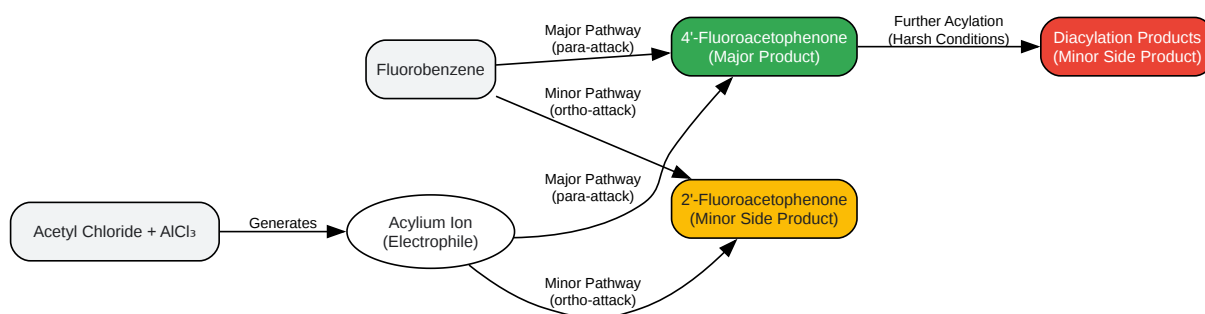 Fluorobenzene
Major Pathway
(para-attack)
Minor Pathway
(ortho-attack)
4'-Fluoroacetophenone
(Major Product)
Further Acylation
(Harsh Conditions)
Diacylation Products
(Minor Side Product)
Acetyl Chloride + AlCl₃
Generates
Acylium Ion
(Electrophile)
Major Pathway
(para-attack)
Minor Pathway
(ortho-attack)
2'-Fluoroacetophenone
(Minor Side Product)